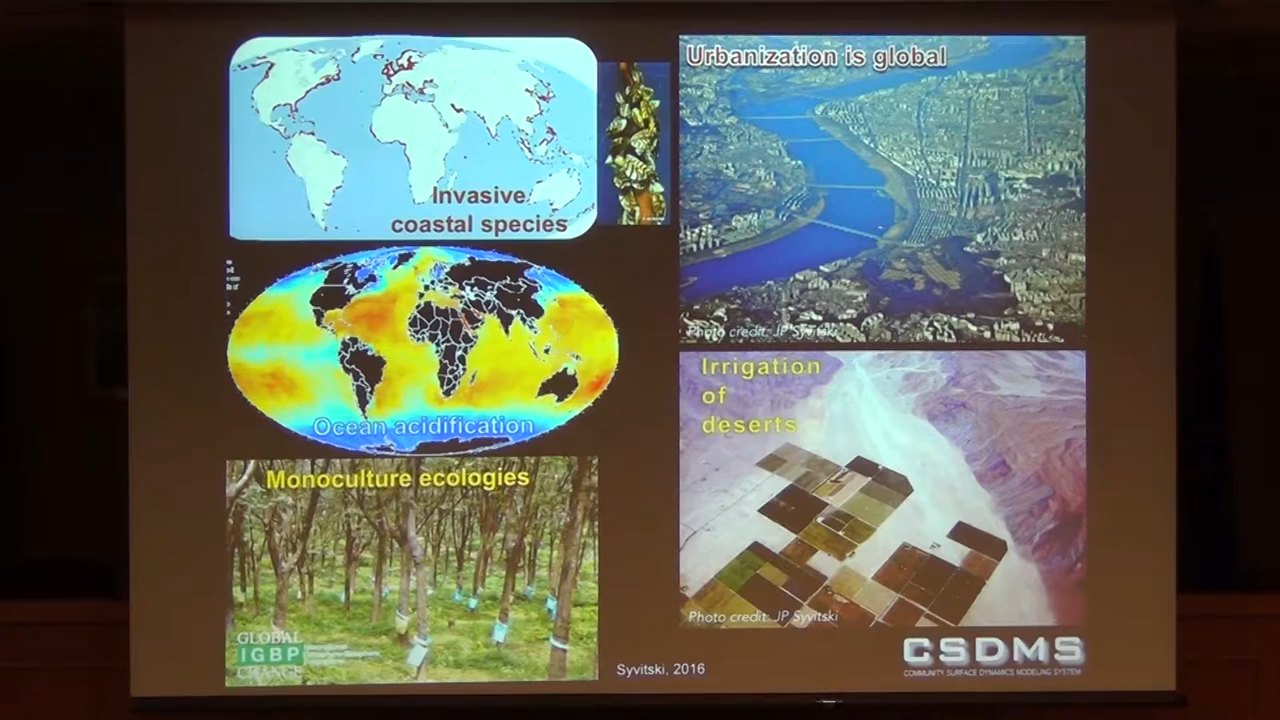 Invasive
coastal species
Urbanization is global
Photo credit: JP Syvitski
Ocean acidification
Irrigation
of
deserts
Monoculture ecologies
Photo credit: JP Syvitski
GLOBAL
IGBP
CHANGE
Syvitski, 2016
CSDMS
COMMUNITY SURFACE DYNAMICS MODELING SYSTEM